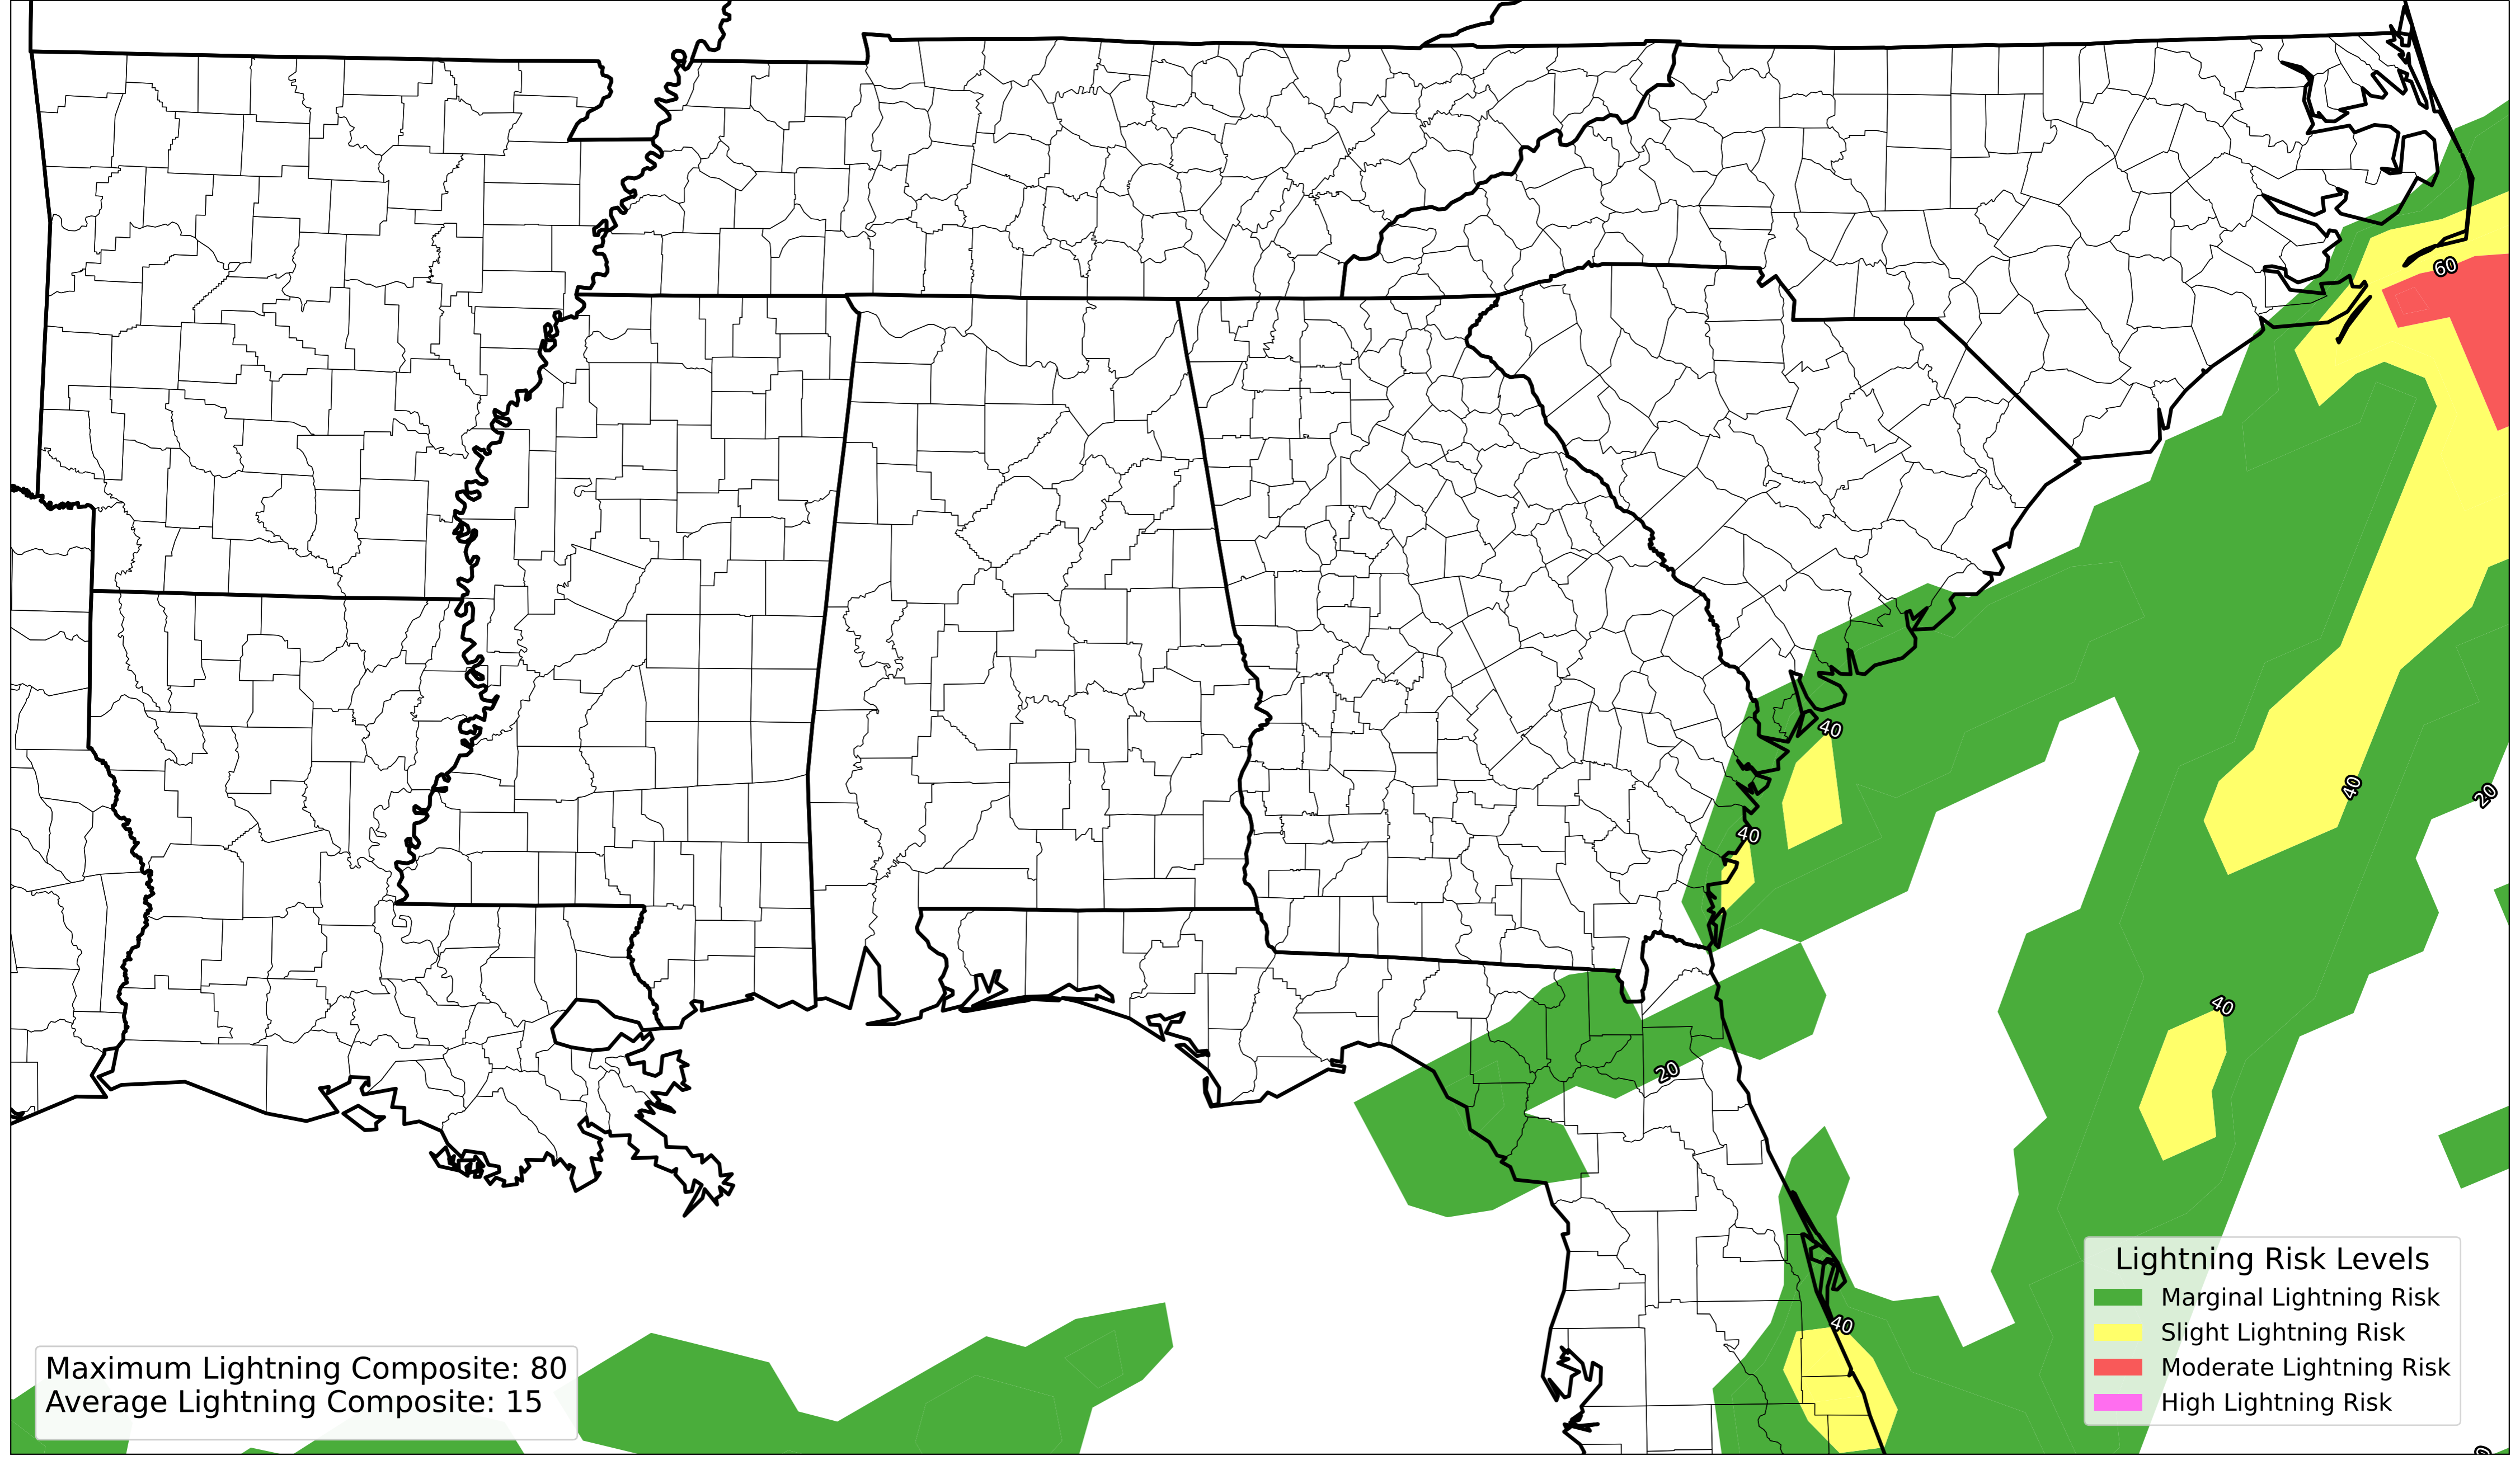 60
40
40
40
20
40
20
40
Maximum Lightning Composite: 80
Average Lightning Composite: 15
Lightning Risk Levels
Marginal Lightning Risk
Slight Lightning Risk
Moderate Lightning Risk
High Lightning Risk